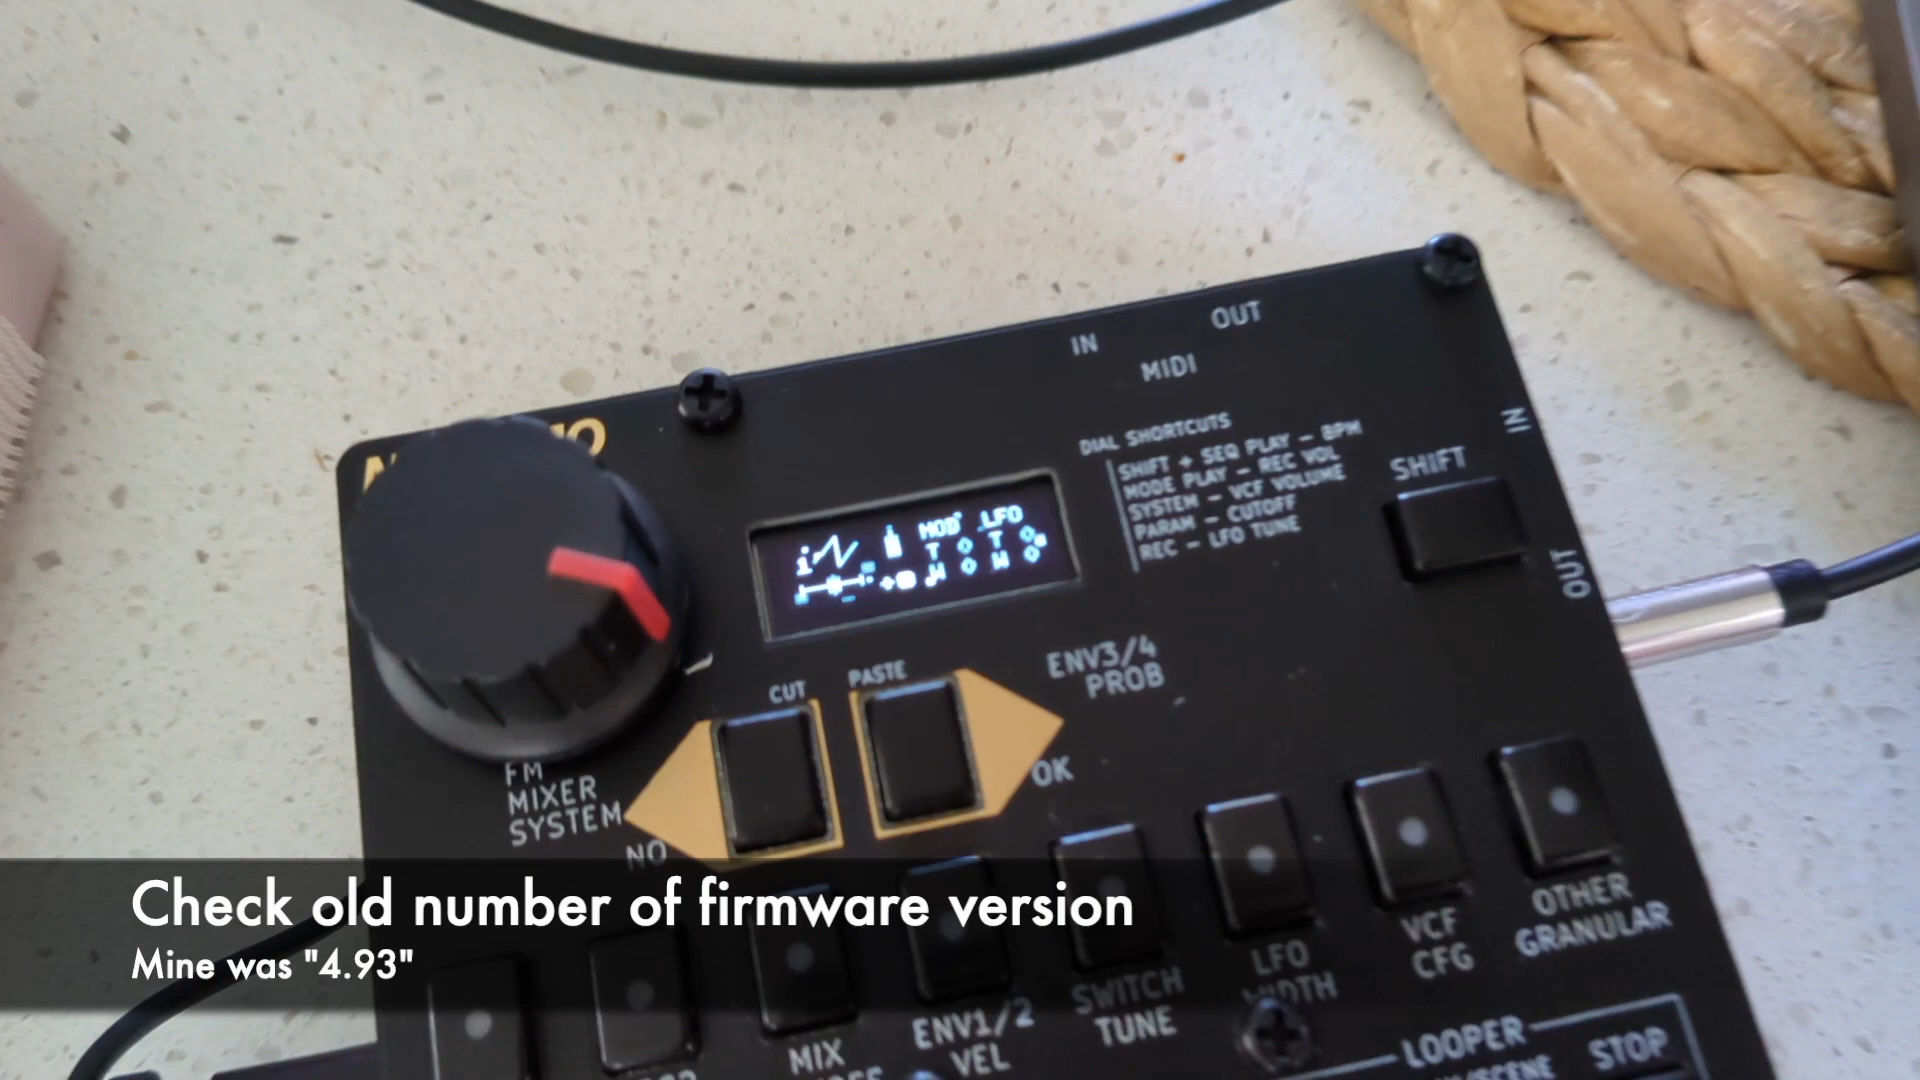 OUT
IN
MIDI
IN
DIAL SHORTCUTS
SHIFT + SEQ PLAY - BPM
MODE PLAY - REC VOL
SYSTEM - VCF VOLUME
PARAM - CUTOFF
REC - LFO TUNE
SHIFT
OUT
MOD LFO
T T
W W
CUT
PASTE
ENV3/4
PROB
OK
FM
MIXER
SYSTEM
NO
Check old number of firmware version
Mine was "4.93"
OTHER
GRANULAR
VCF
CFG
LFO
WIDTH
SWITCH
TUNE
ENV1/2
VEL
MIX
LOOPER
STOP